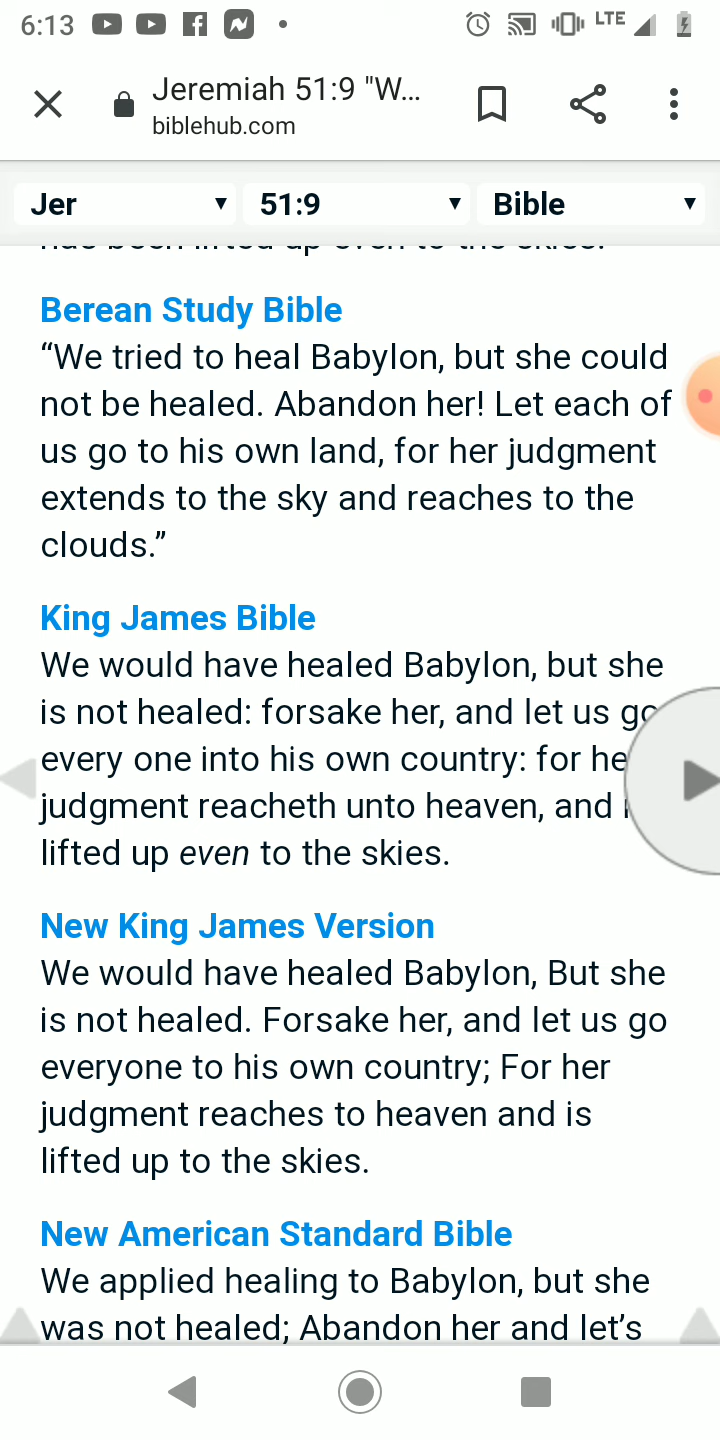 6:13
LTE
Jeremiah 51:9 "W...
biblehub.com
Jer
51:9
Bible
Berean Study Bible
“We tried to heal Babylon, but she could
not be healed. Abandon her! Let each of
us go to his own land, for her judgment
extends to the sky and reaches to the
clouds.”
King James Bible
We would have healed Babylon, but she
is not healed: forsake her, and let us go
every one into his own country: for he
judgment reacheth unto heaven, and
lifted up even to the skies.
New King James Version
We would have healed Babylon, But she
is not healed. Forsake her, and let us go
everyone to his own country; For her
judgment reaches to heaven and is
lifted up to the skies.
New American Standard Bible
We applied healing to Babylon, but she
was not healed; Abandon her and let’s